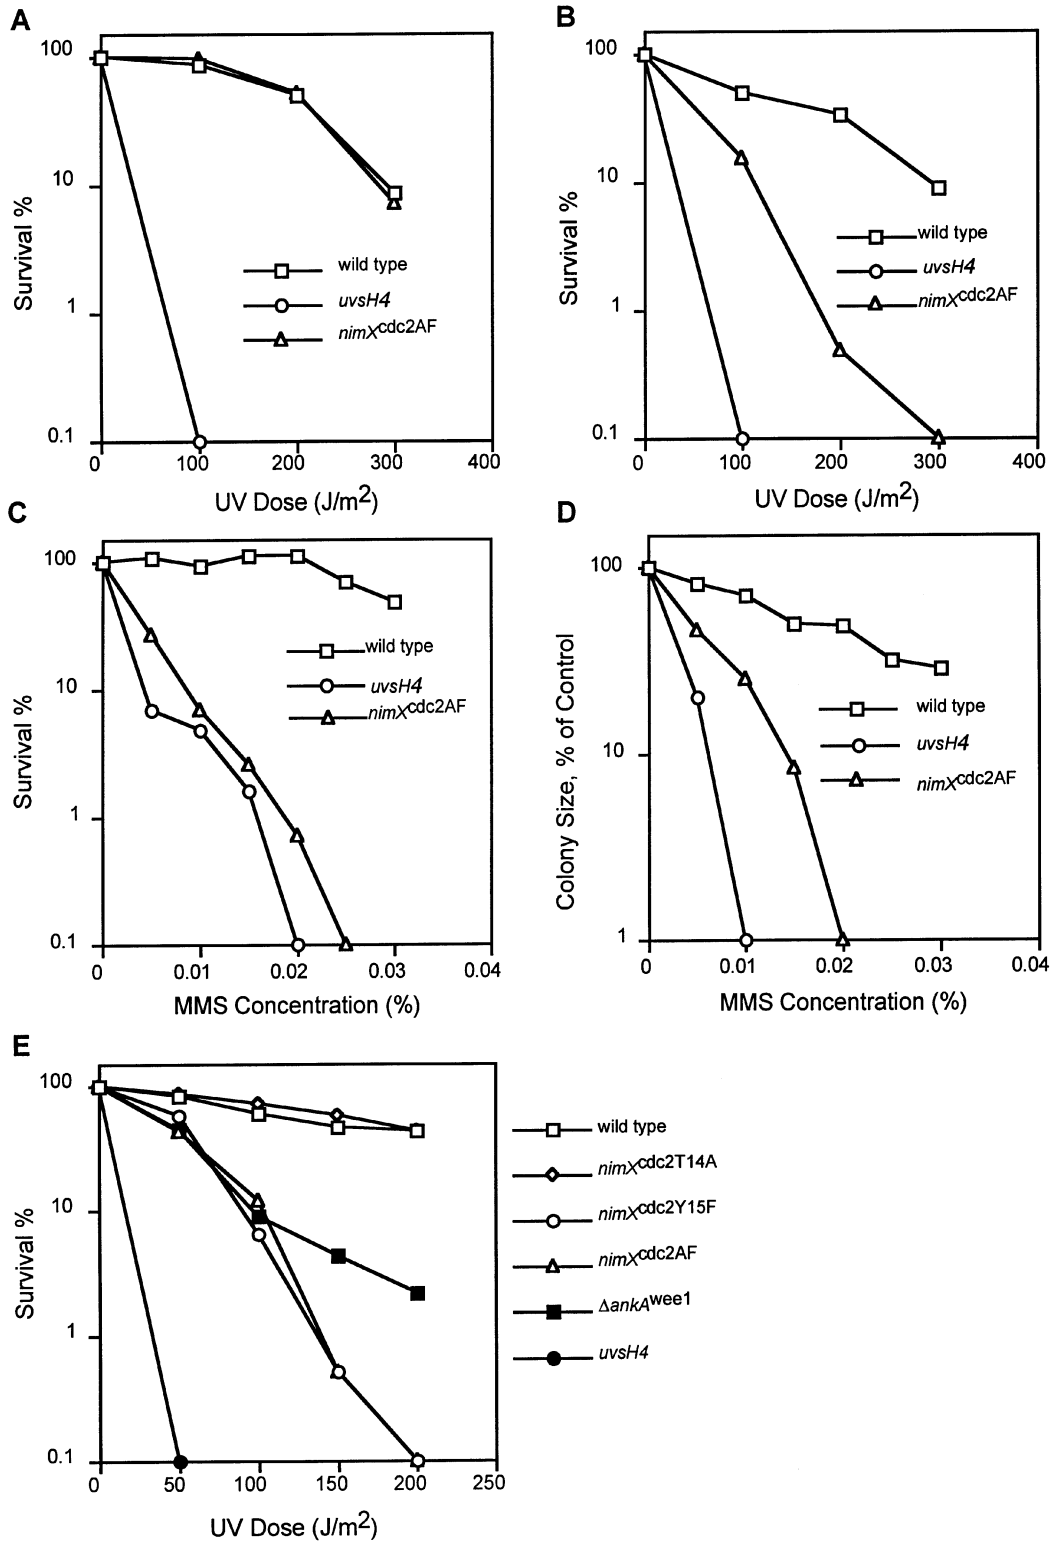 A
100
10
1
0.1
Survival %
0 100 200 300 400
UV Dose (J/m2)
wild type
uvsH4
nimXcdc2AF
B
100
10
1
0.1
Survival %
0 100 200 300 400
UV Dose (J/m2)
wild type
uvsH4
nimXcdc2AF
C
100
10
1
0.1
Survival %
0 0.01 0.02 0.03 0.04
MMS Concentration (%)
wild type
uvsH4
nimXcdc2AF
D
100
10
1
Colony Size, % of Control
0 0.01 0.02 0.03 0.04
MMS Concentration (%)
wild type
uvsH4
nimXcdc2AF
E
100
10
1
0.1
Survival %
0 50 100 150 200 250
UV Dose (J/m2)
wild type
nimXcdc2T14A
nimXcdc2Y15F
nimXcdc2AF
ΔankAwee1
uvsH4